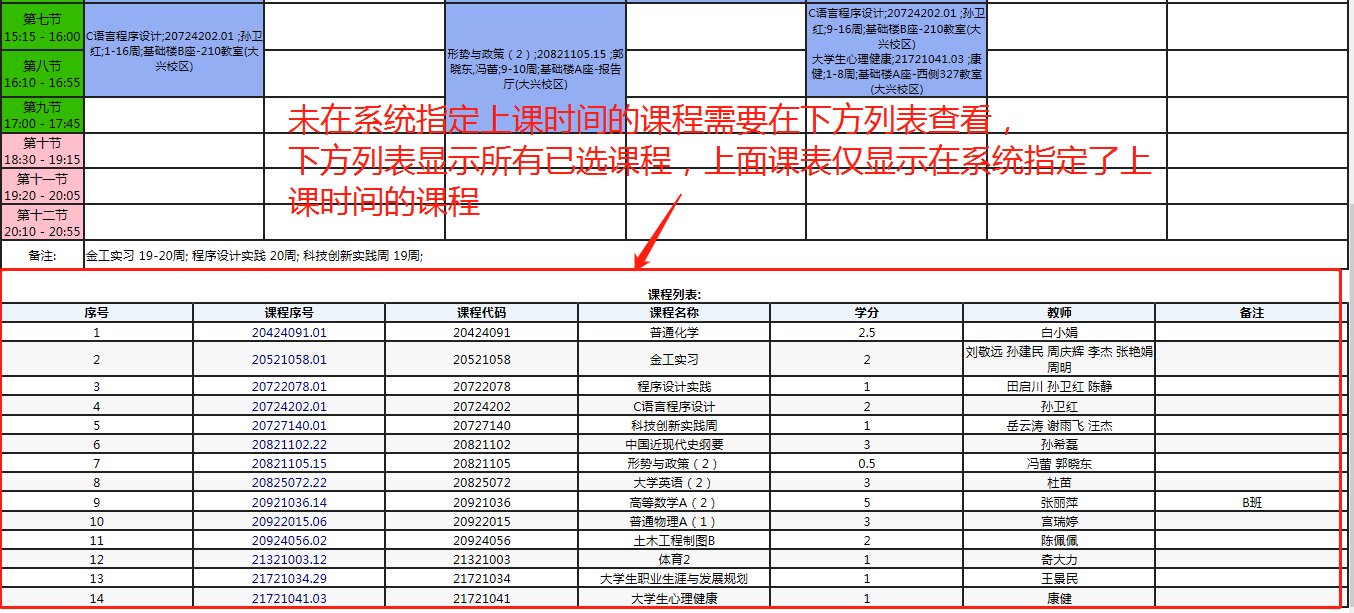 第七节
15:15 - 16:00
C语言程序设计;20724202.01 ;孙卫
红;1-16周;基础楼B座-210教室(大
兴校区)
形势与政策（2）;20821105.15 ;郭
晓东,冯蕾;9-10周;基础楼A座-报告
厅(大兴校区)
C语言程序设计;20724202.01 ;孙卫
红;9-16周;基础楼B座-210教室(大
兴校区)
大学生心理健康;21721041.03 ;康
健;1-8周;基础楼A座-西侧327教室
(大兴校区)
第八节
16:10 - 16:55
第九节
17:00 - 17:45
第十节
18:30 - 19:15
第十一节
19:20 - 20:05
第十二节
20:10 - 20:55
未在系统指定上课时间的课程需要在下方列表查看，
下方列表显示所有已选课程，上面课表仅显示在系统指定了上
课时间的课程
备注: 金工实习 19-20周; 程序设计实践 20周; 科技创新实践周 19周;
课程列表:
序号 课程序号 课程代码 课程名称 学分 教师 备注
1 20424091.01 20424091 普通化学 2.5 白小娟
2 20521058.01 20521058 金工实习 2 刘敬远 孙建民 周庆辉 李杰 张艳娟
周明
3 20722078.01 20722078 程序设计实践 1 田启川 孙卫红 陈静
4 20724202.01 20724202 C语言程序设计 2 孙卫红
5 20727140.01 20727140 科技创新实践周 1 岳云涛 谢雨飞 汪杰
6 20821102.22 20821102 中国近现代史纲要 3 孙希磊
7 20821105.15 20821105 形势与政策（2） 0.5 冯蕾 郭晓东
8 20825072.22 20825072 大学英语（2） 3 杜苗
9 20921036.14 20921036 高等数学A（2） 5 张丽萍 B班
10 20922015.06 20922015 普通物理A（1） 3 宫瑞婷
11 20924056.02 20924056 土木工程制图B 2 陈佩佩
12 21321003.12 21321003 体育2 1 奇大力
13 21721034.29 21721034 大学生职业生涯与发展规划 1 王景民
14 21721041.03 21721041 大学生心理健康 1 康健